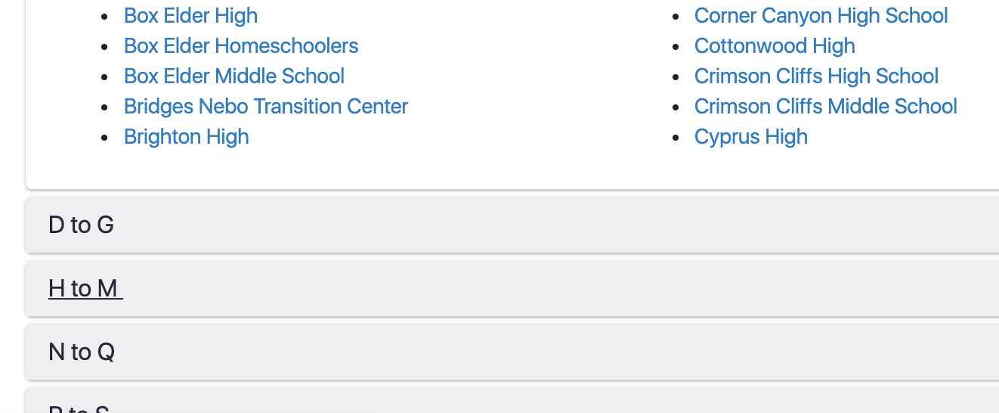 Box Elder High
Box Elder Homeschoolers
Box Elder Middle School
Bridges Nebo Transition Center
Brighton High
Corner Canyon High School
Cottonwood High
Crimson Cliffs High School
Crimson Cliffs Middle School
Cyprus High
D to G
H to M
N to Q